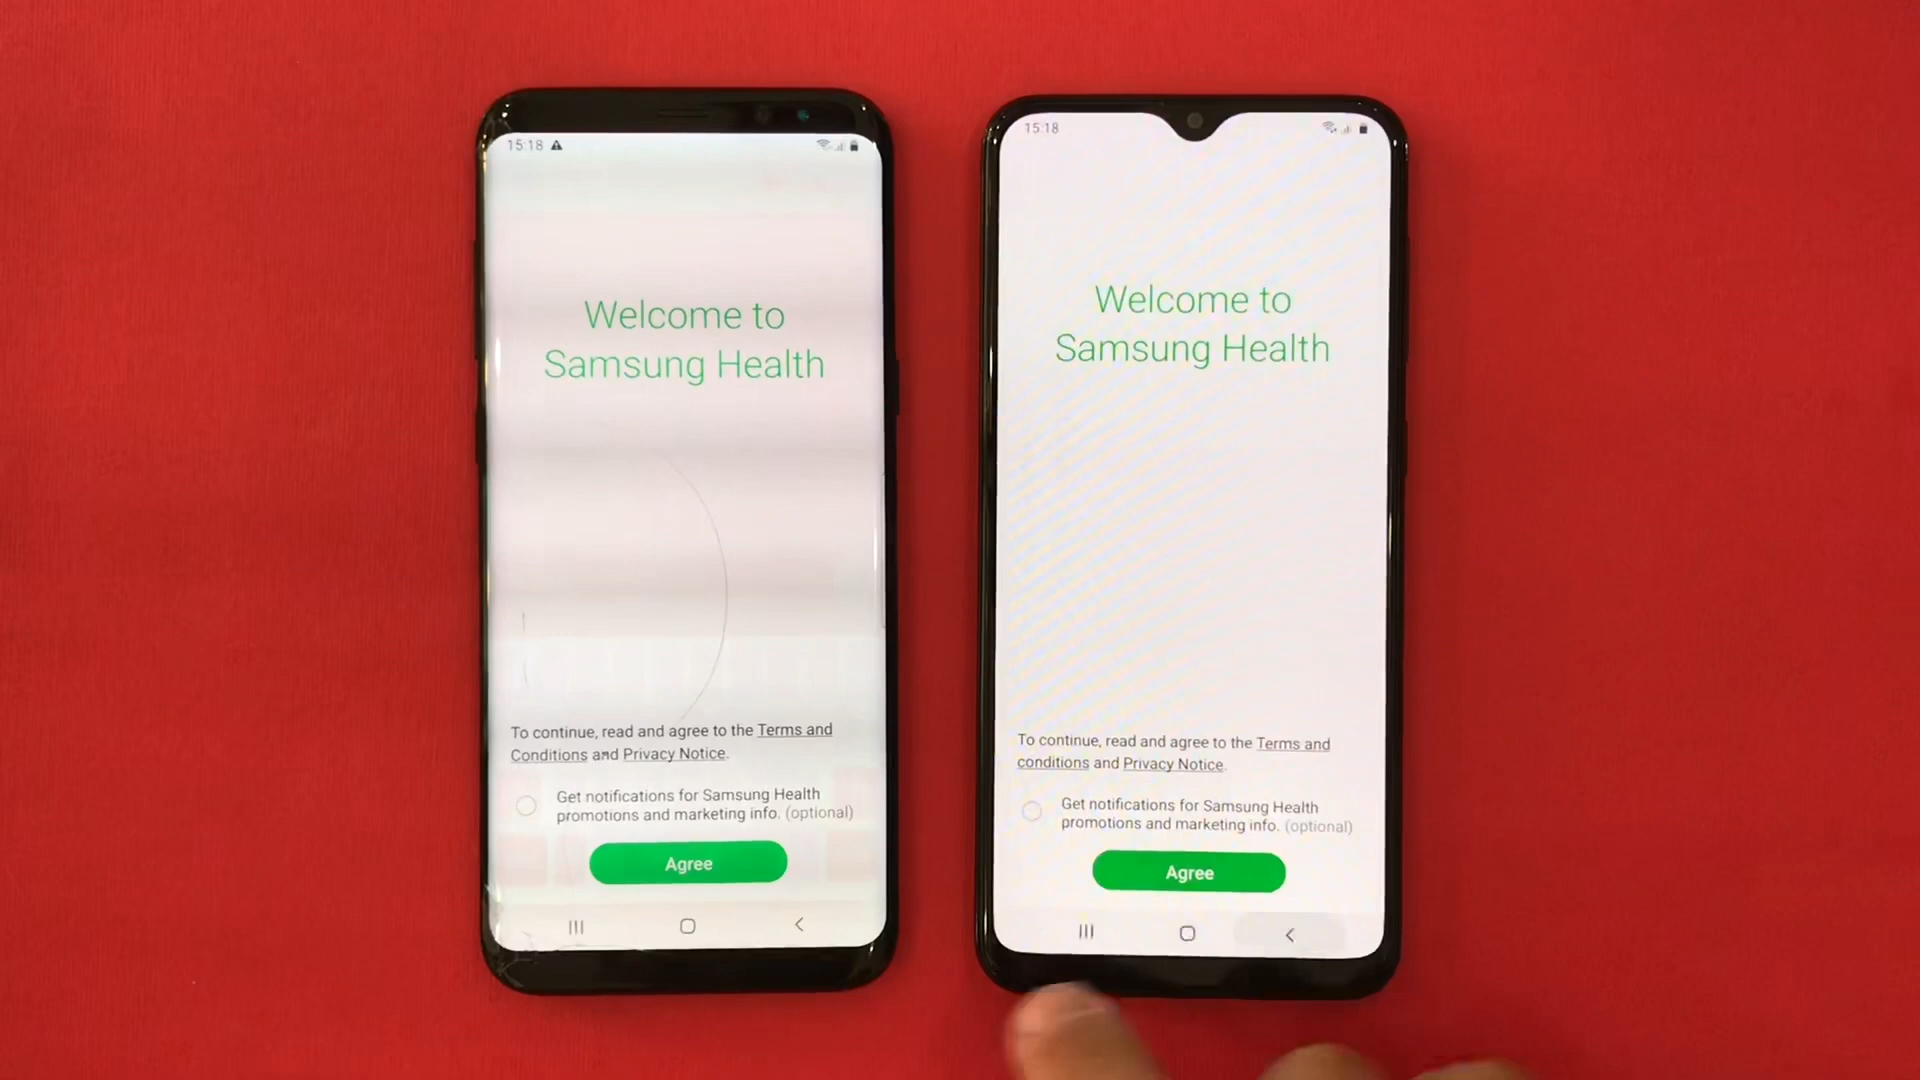 15:18
Welcome to
Samsung Health
To continue, read and agree to the Terms and
Conditions and Privacy Notice.
Get notifications for Samsung Health
promotions and marketing info. (optional)
Agree
15:18
Welcome to
Samsung Health
To continue, read and agree to the Terms and
conditions and Privacy Notice.
Get notifications for Samsung Health
promotions and marketing info. (optional)
Agree